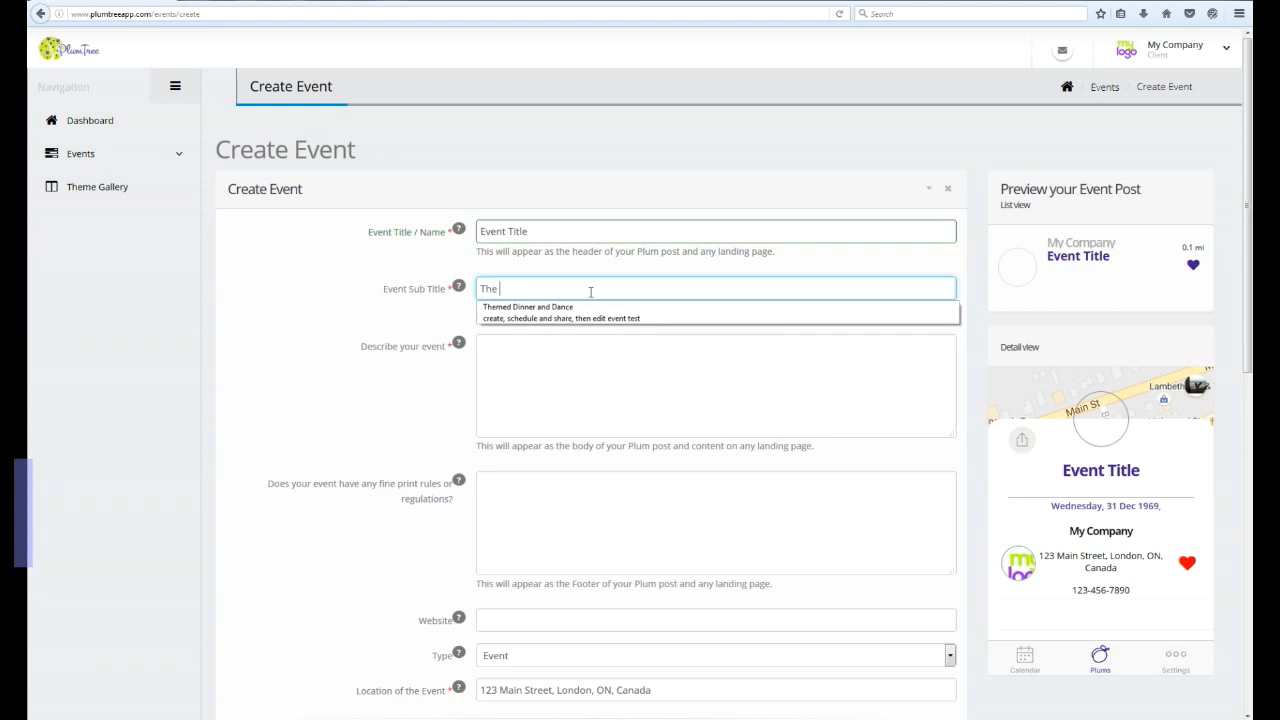 www.plumtreeapp.com/events/create
Search
PlumTree
my logo
My Company
Client
Navigation
Create Event
Events
Create Event
Dashboard
Events
Theme Gallery
Create Event
Create Event
Event Title / Name *
?
Event Title
This will appear as the header of your Plum post and any landing page.
Event Sub Title *
?
The
Themed Dinner and Dance
create, schedule and share, then edit event test
Describe your event *
?
This will appear as the body of your Plum post and content on any landing page.
Does your event have any fine print rules or
regulations?
?
This will appear as the Footer of your Plum post and any landing page.
Website
?
Type
?
Event
Location of the Event *
?
123 Main Street, London, ON, Canada
Preview your Event Post
List view
My Company
Event Title
0.1 mi
Detail view
Lambeth
Main St
Event Title
Wednesday, 31 Dec 1969,
My Company
123 Main Street, London, ON,
Canada
123-456-7890
Calendar
Plums
Settings